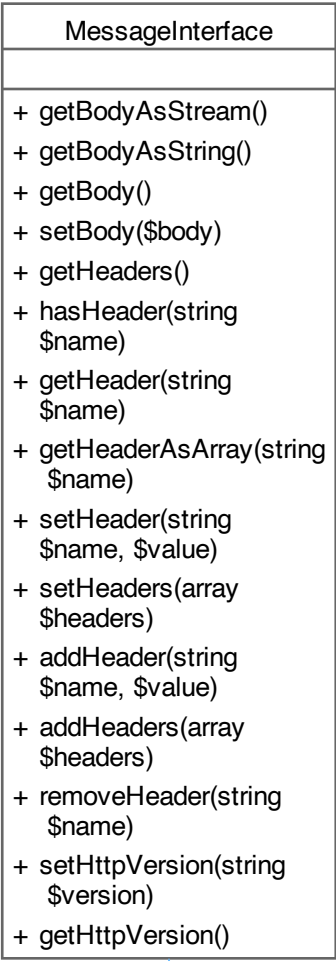 MessageInterface
+ getBodyAsStream()
+ getBodyAsString()
+ getBody()
+ setBody($body)
+ getHeaders()
+ hasHeader(string
$name)
+ getHeader(string
$name)
+ getHeaderAsArray(string
$name)
+ setHeader(string
$name, $value)
+ setHeaders(array
$headers)
+ addHeader(string
$name, $value)
+ addHeaders(array
$headers)
+ removeHeader(string
$name)
+ setHttpVersion(string
$version)
+ getHttpVersion()